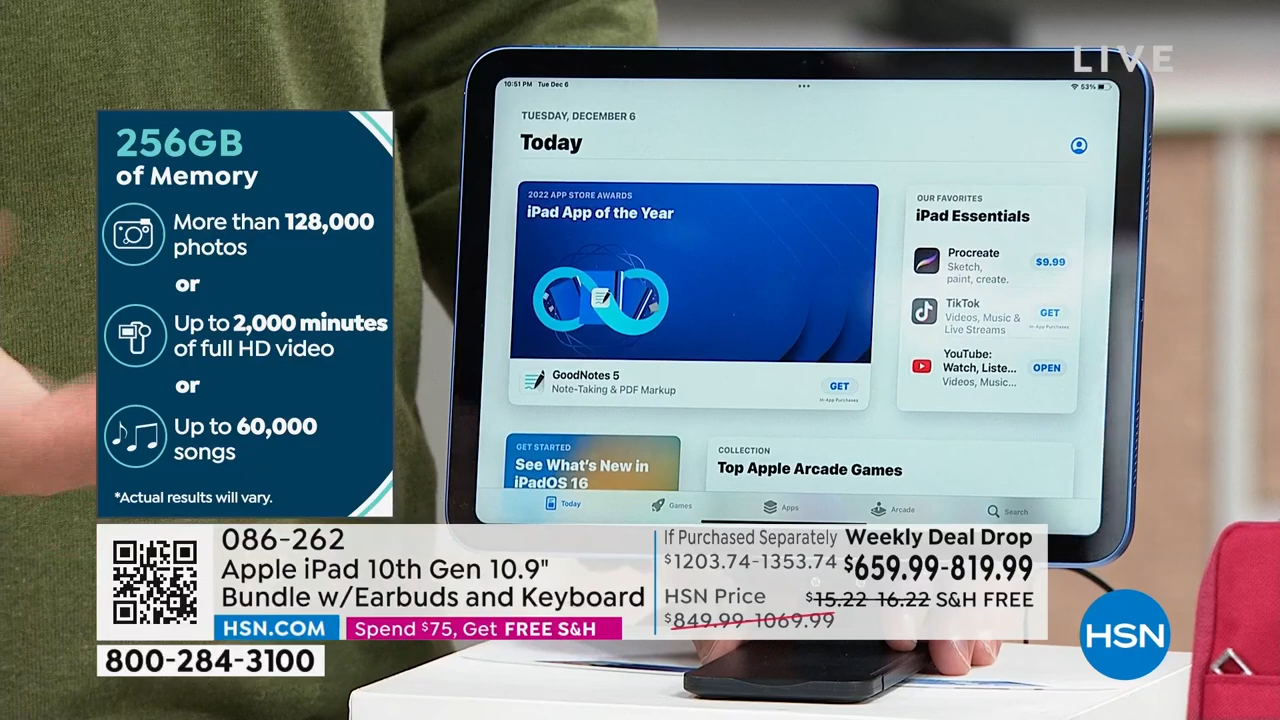 LIVE
256GB
of Memory
More than 128,000
photos
or
Up to 2,000 minutes
of full HD video
or
Up to 60,000
songs
*Actual results will vary.
10:51 PM Tue Dec 6
53%
TUESDAY, DECEMBER 6
Today
2022 APP STORE AWARDS
iPad App of the Year
GoodNotes 5
Note-Taking & PDF Markup
GET
In-App Purchases
OUR FAVORITES
iPad Essentials
Procreate
Sketch,
paint, create.
$9.99
TikTok
Videos, Music &
Live Streams
GET
In-App Purchases
YouTube:
Watch, Liste...
Videos, Music...
OPEN
GET STARTED
See What's New in
iPadOS 16
COLLECTION
Top Apple Arcade Games
Today
Games
Apps
Arcade
Search
086-262
Apple iPad 10th Gen 10.9"
Bundle w/Earbuds and Keyboard
HSN.COM
Spend $75, Get FREE S&H
800-284-3100
If Purchased Separately
$1203.74-1353.74
HSN Price
$849.99-1069.99
Weekly Deal Drop
$659.99-819.99
$15.22-16.22 S&H FREE
HSN